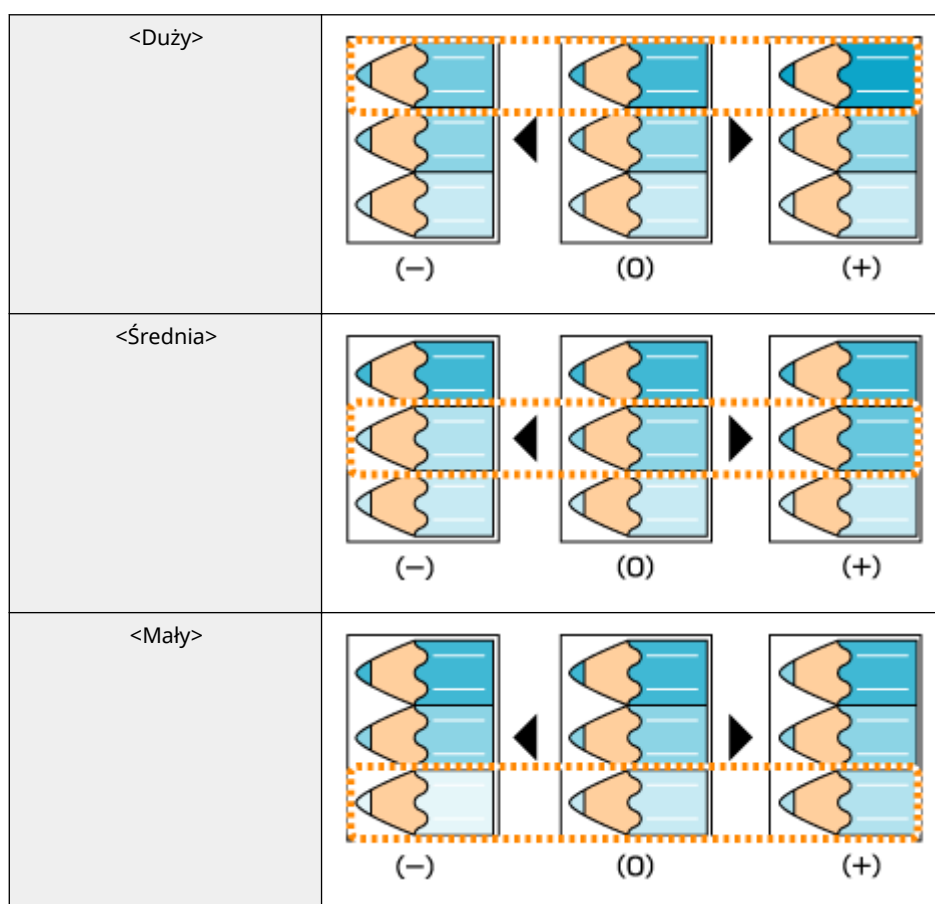 <Duży>
(−) (0) (+)
<Średnia>
(−) (0) (+)
<Mały>
(−) (0) (+)